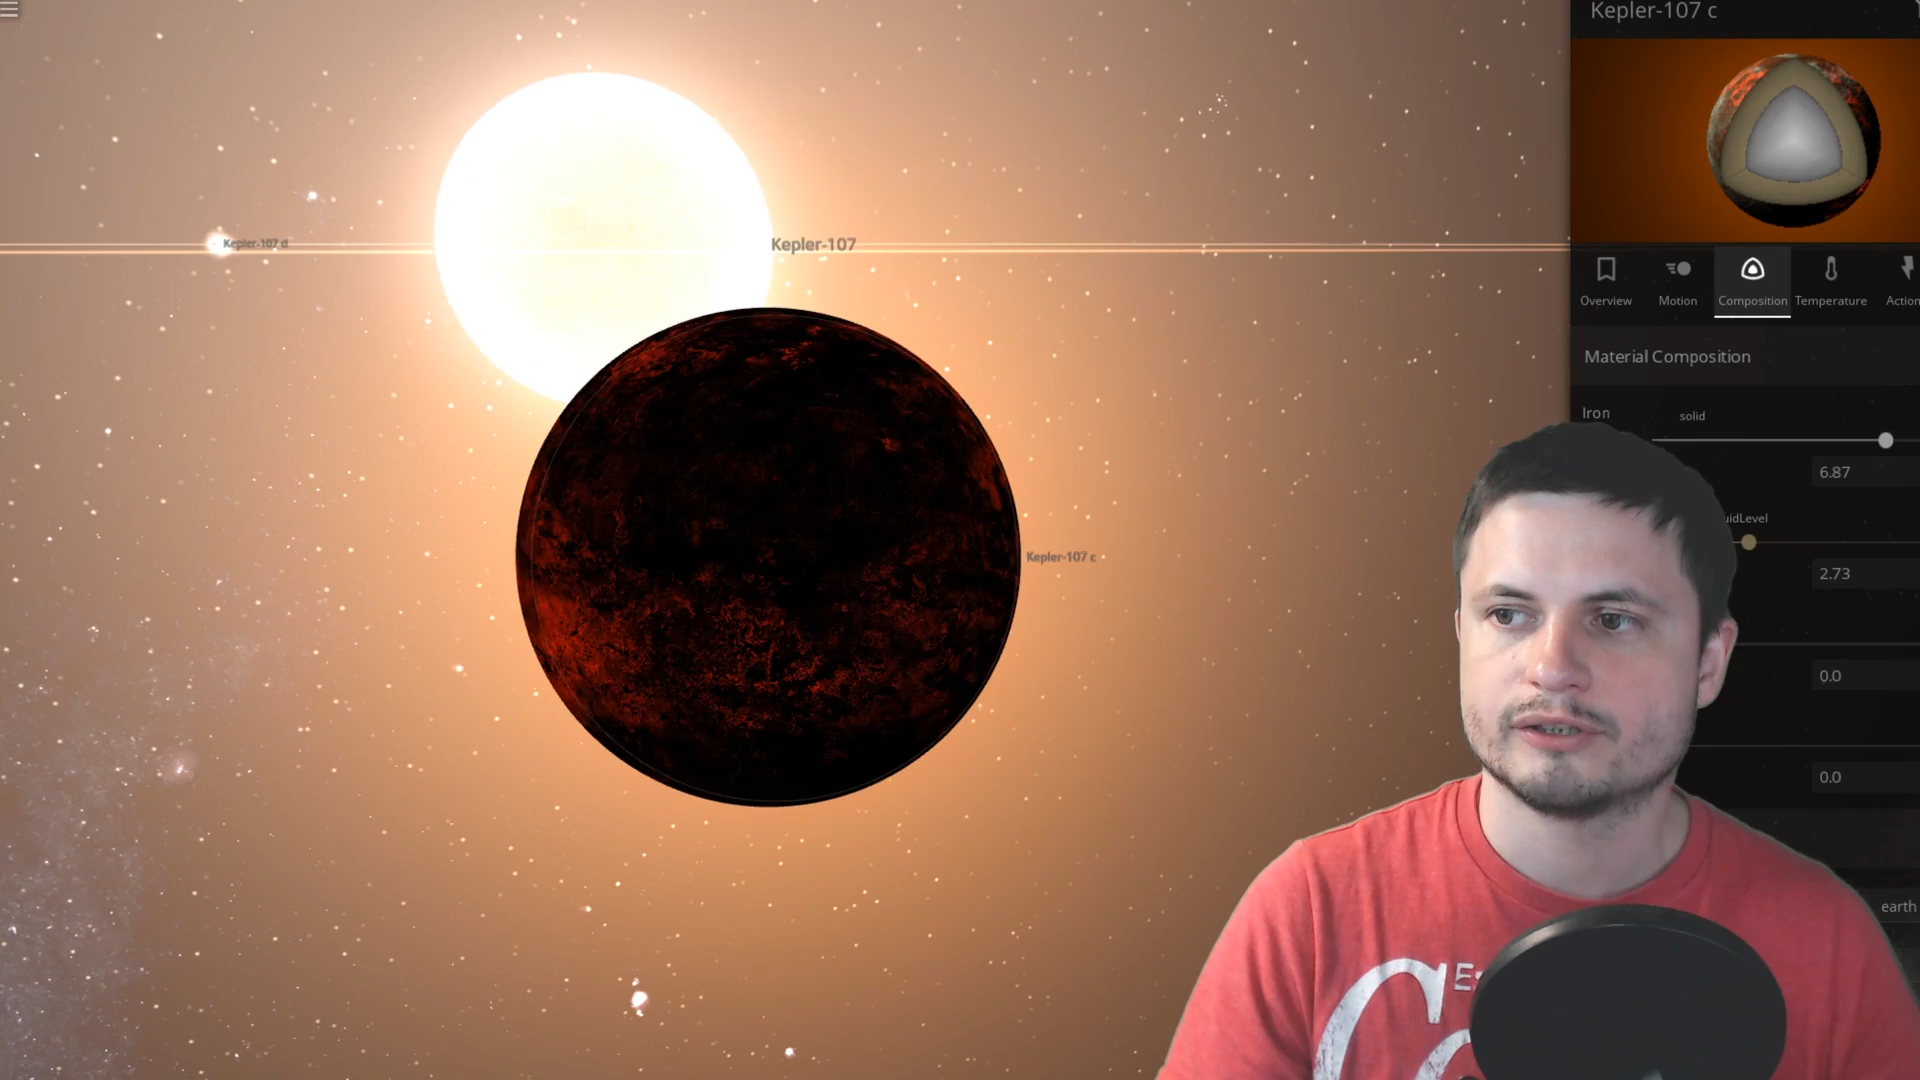 Kepler-107 c
Kepler-107 d
Kepler-107
Overview
Motion
Composition
Temperature
Action
Material Composition
Iron
solid
6.87
uidLevel
Kepler-107 c
2.73
0.0
0.0
earth